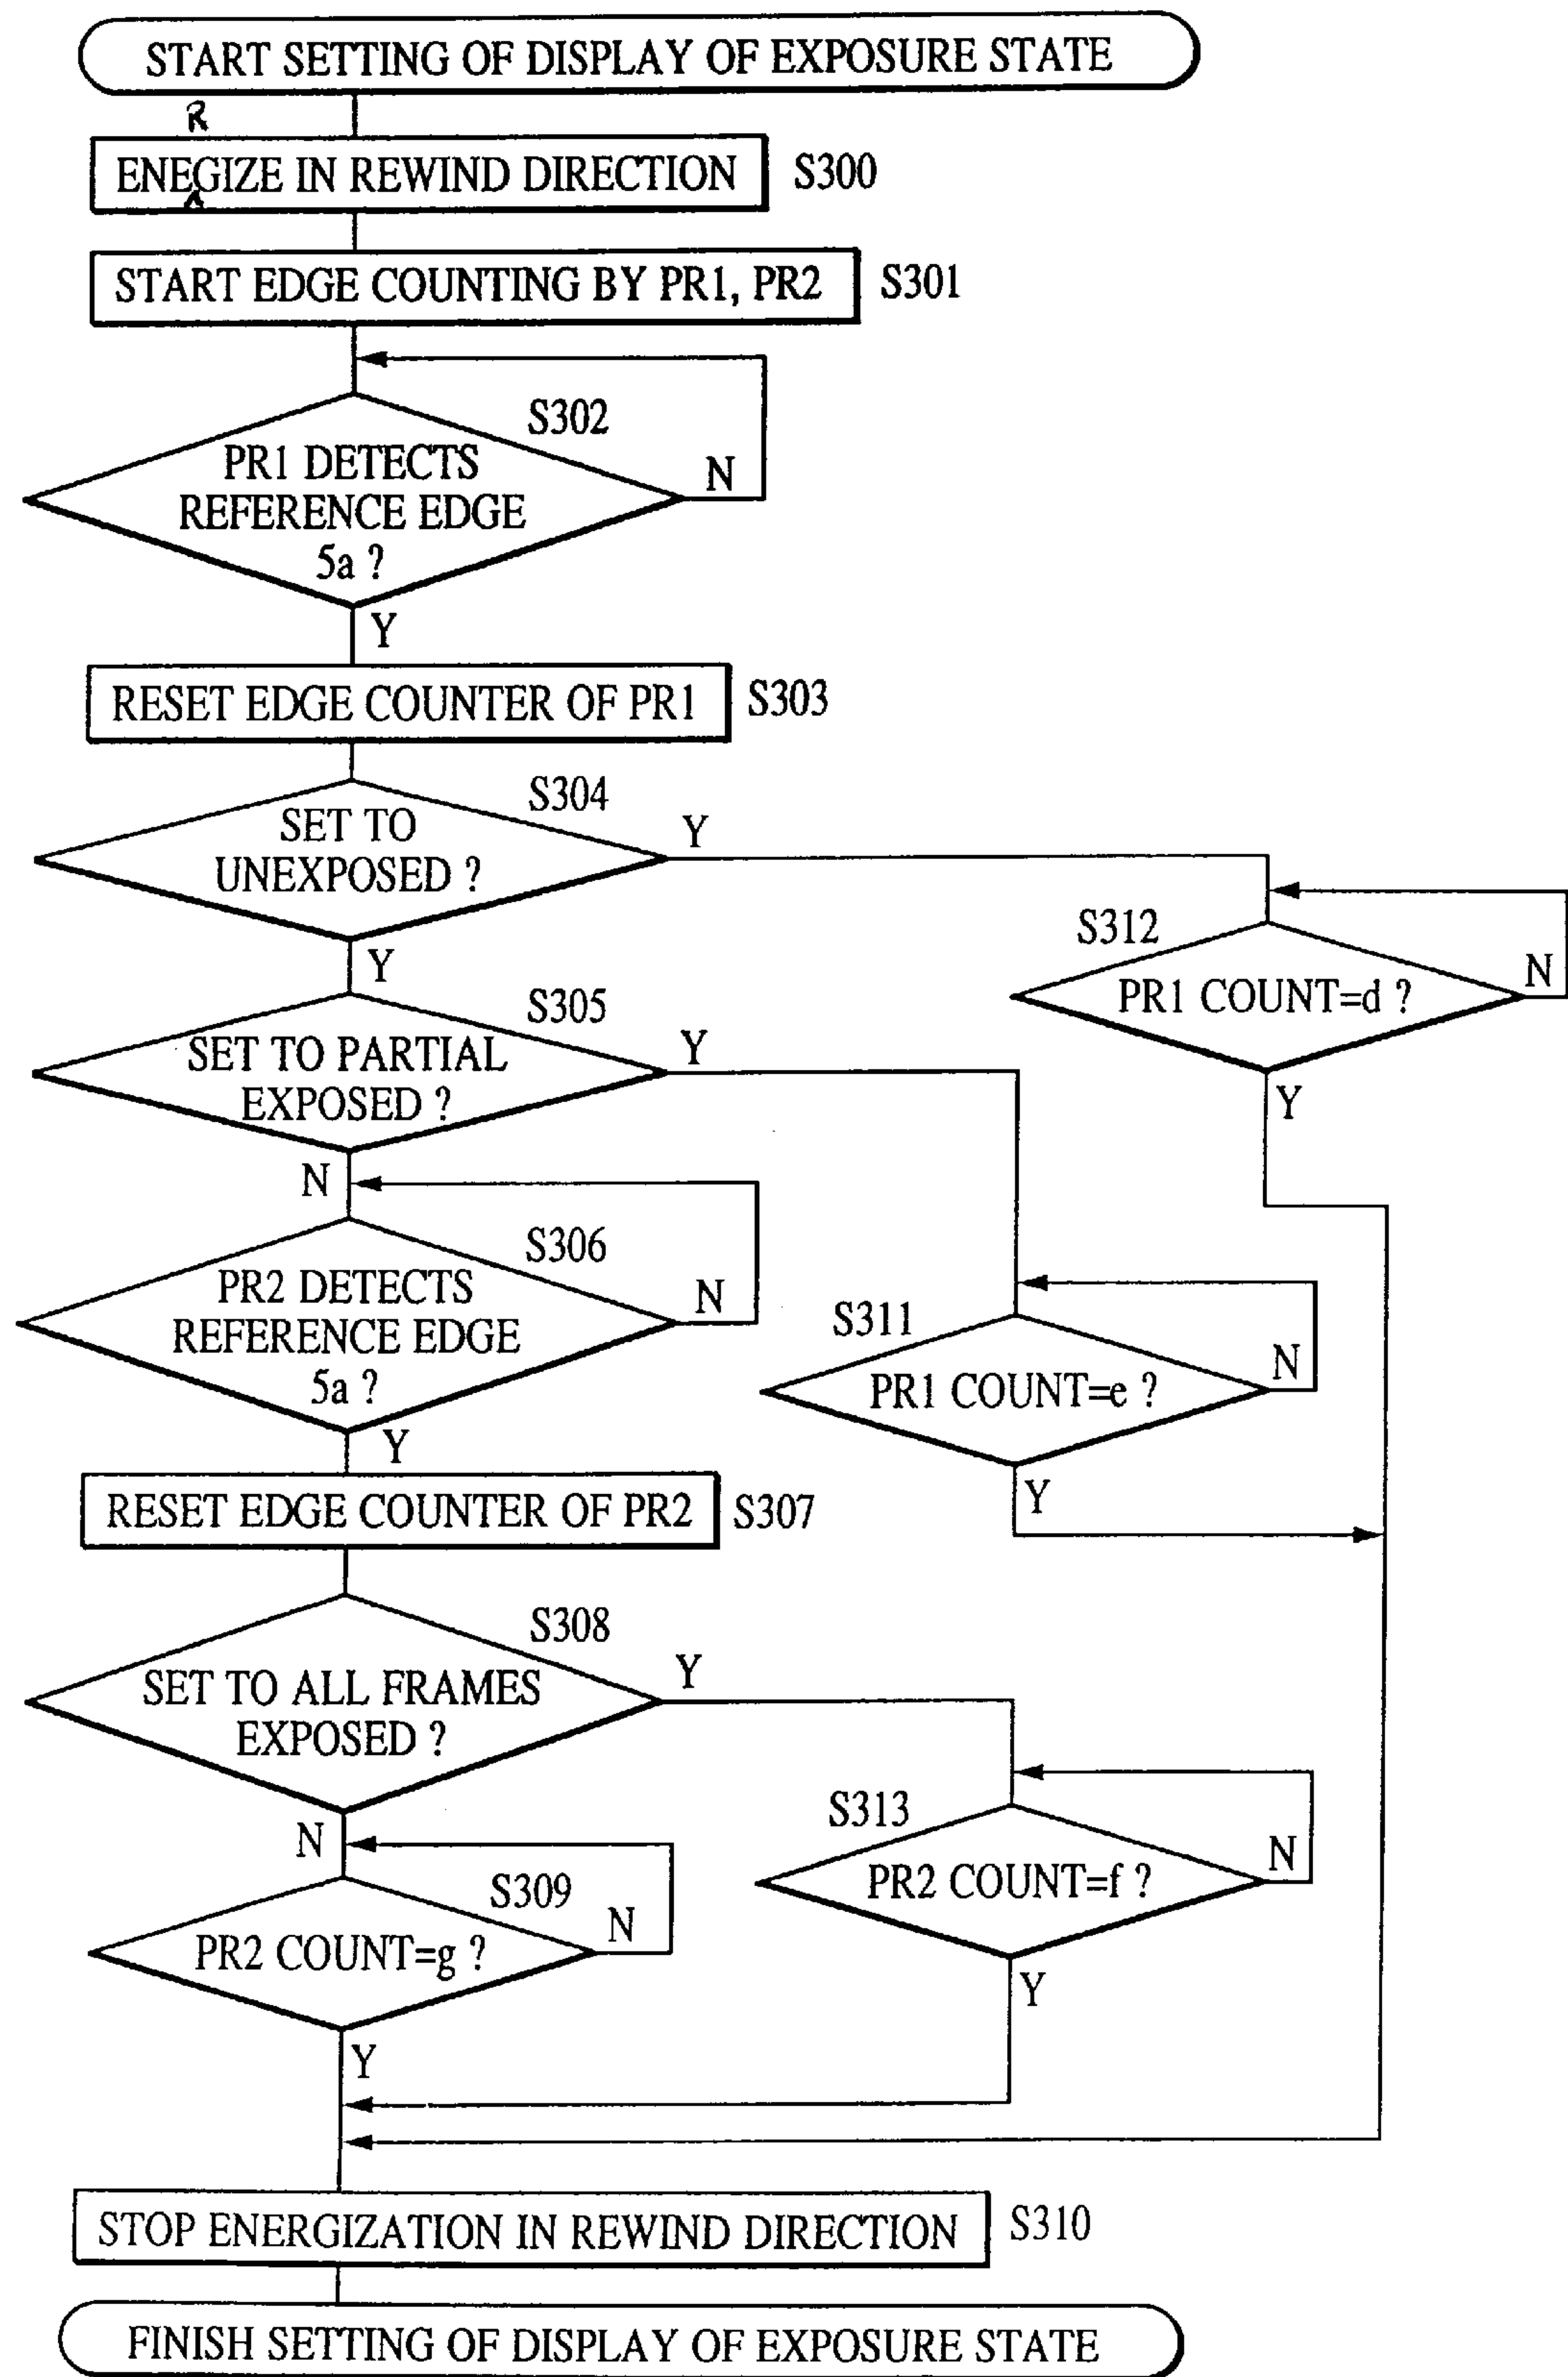 START SETTING OF DISPLAY OF EXPOSURE STATE
R
ENEGIZE IN REWIND DIRECTION S300
START EDGE COUNTING BY PR1, PR2 S301
S302
PR1 DETECTS
N
REFERENCE EDGE
5a ?
Y
RESET EDGE COUNTER OF PR1 S303
S304
SET TO
Y
UNEXPOSED ?
S312
Y
N
PR1 COUNT=d ?
S305
SET TO PARTIAL
Y
EXPOSED ?
Y
N
S306
PR2 DETECTS
N
REFERENCE EDGE
S311
N
5a ?
PR1 COUNT=e ?
Y
RESET EDGE COUNTER OF PR2 S307
Y
S308
SET TO ALL FRAMES
Y
EXPOSED ?
S313
N
N
PR2 COUNT=f ?
S309
N
PR2 COUNT=g ?
Y
Y
STOP ENERGIZATION IN REWIND DIRECTION S310
FINISH SETTING OF DISPLAY OF EXPOSURE STATE